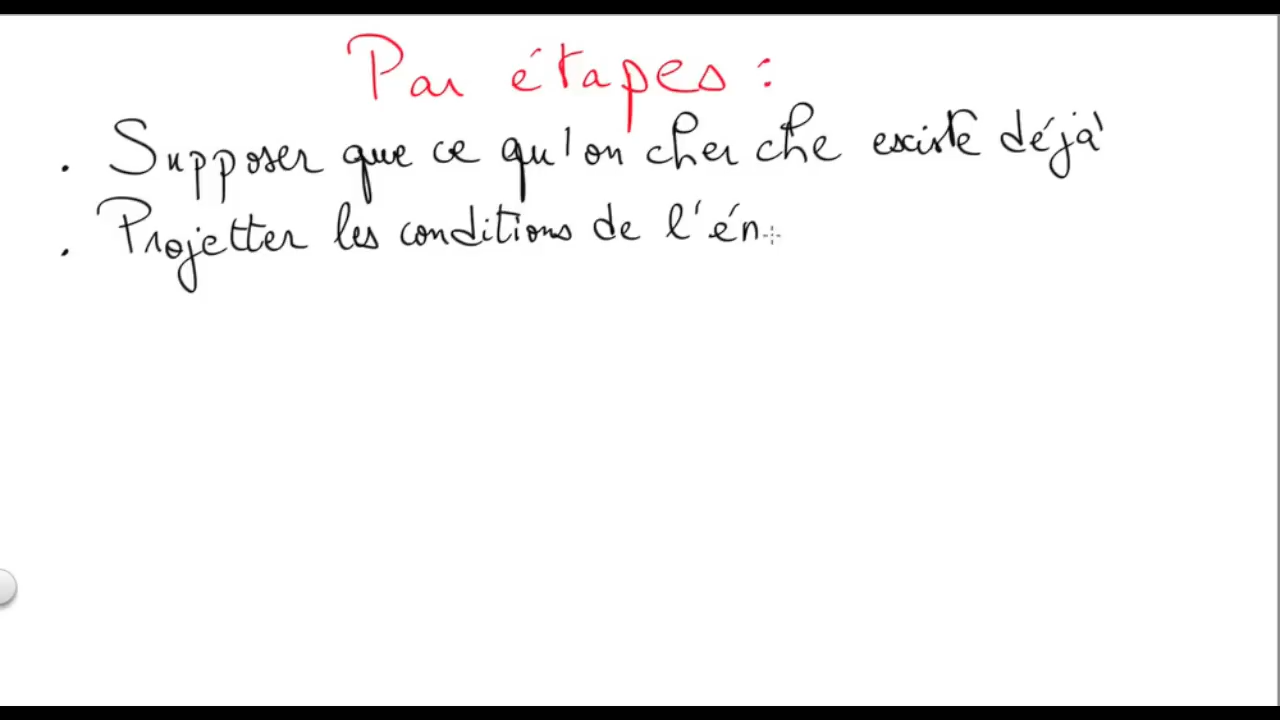 Par étapes :
. Supposer que ce qu'on cherche existe déjà
. Projetter les conditions de l'én